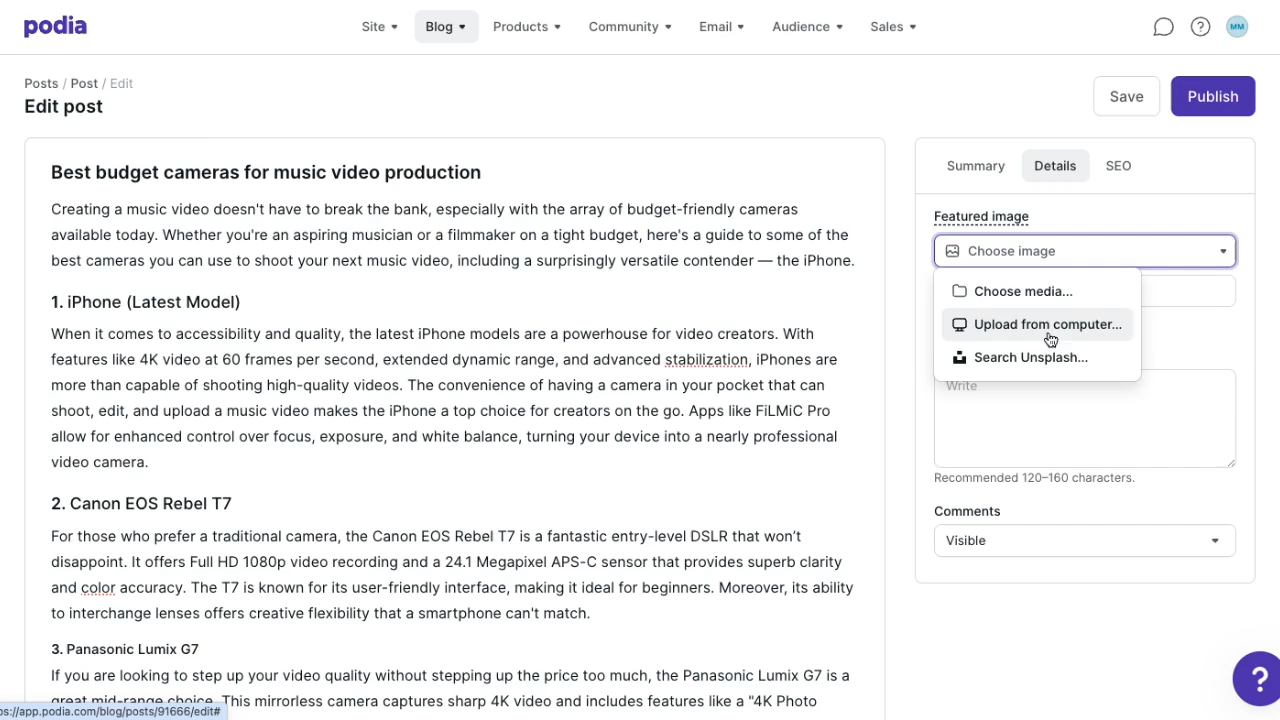 podia
Site
Blog
Products
Community
Email
Audience
Sales
MM
Posts / Post / Edit
Edit post
Save
Publish
Best budget cameras for music video production
Creating a music video doesn't have to break the bank, especially with the array of budget-friendly cameras
available today. Whether you're an aspiring musician or a filmmaker on a tight budget, here's a guide to some of the
best cameras you can use to shoot your next music video, including a surprisingly versatile contender — the iPhone.
1. iPhone (Latest Model)
When it comes to accessibility and quality, the latest iPhone models are a powerhouse for video creators. With
features like 4K video at 60 frames per second, extended dynamic range, and advanced stabilization, iPhones are
more than capable of shooting high-quality videos. The convenience of having a camera in your pocket that can
shoot, edit, and upload a music video makes the iPhone a top choice for creators on the go. Apps like FiLMiC Pro
allow for enhanced control over focus, exposure, and white balance, turning your device into a nearly professional
video camera.
2. Canon EOS Rebel T7
For those who prefer a traditional camera, the Canon EOS Rebel T7 is a fantastic entry-level DSLR that won't
disappoint. It offers Full HD 1080p video recording and a 24.1 Megapixel APS-C sensor that provides superb clarity
and color accuracy. The T7 is known for its user-friendly interface, making it ideal for beginners. Moreover, its ability
to interchange lenses offers creative flexibility that a smartphone can't match.
3. Panasonic Lumix G7
If you are looking to step up your video quality without stepping up the price too much, the Panasonic Lumix G7 is a
great mid-range choice. This mirrorless camera captures sharp 4K video and includes features like a "4K Photo
ps://app.podia.com/blog/posts/91666/edit#
Summary
Details
SEO
Featured image
Choose image
Choose media...
Upload from computer...
Search Unsplash...
Write
Recommended 120–160 characters.
Comments
Visible
?